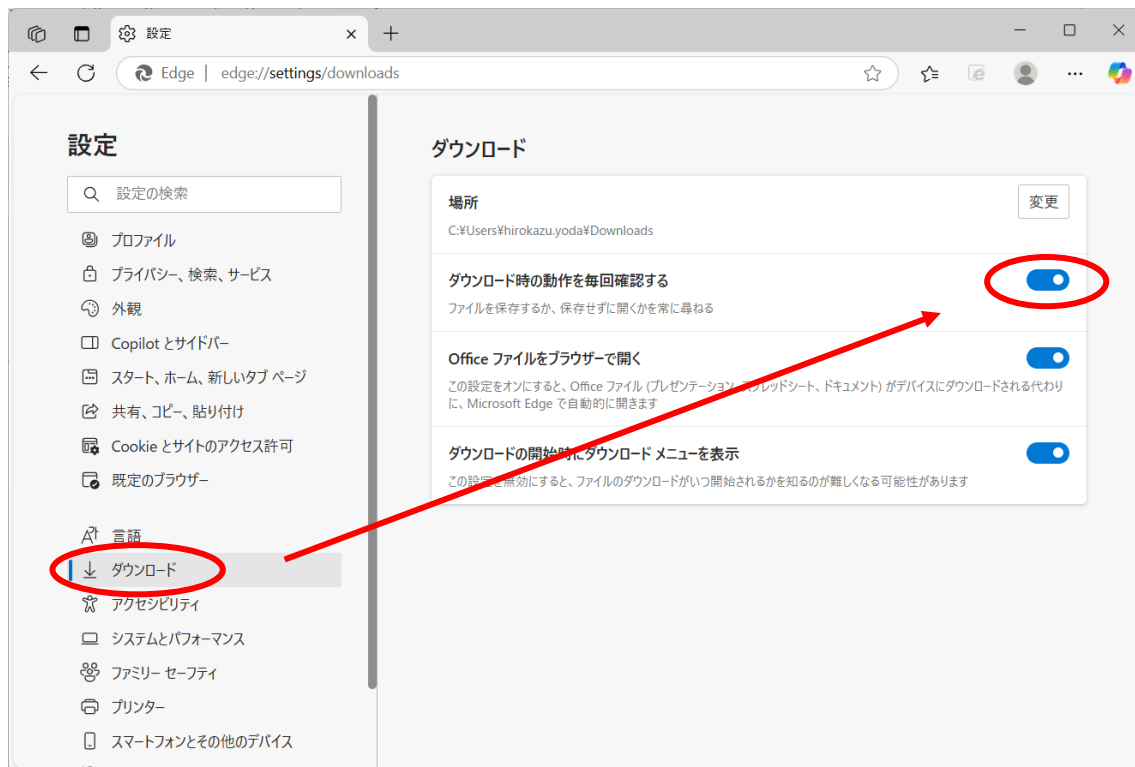 設定
Edge | edge://settings/downloads
設定
設定の検索
プロファイル
プライバシー、検索、サービス
外観
Copilot とサイドバー
スタート、ホーム、新しいタブ ページ
共有、コピー、貼り付け
Cookie とサイトのアクセス許可
既定のブラウザー
言語
ダウンロード
アクセシビリティ
システムとパフォーマンス
ファミリー セーフティ
プリンター
スマートフォンとその他のデバイス
ダウンロード
場所
変更
C:¥Users¥hirokazu.yoda¥Downloads
ダウンロード時の動作を毎回確認する
ファイルを保存するか、保存せずに開くかを常に尋ねる
Office ファイルをブラウザーで開く
この設定をオンにすると、Office ファイル (プレゼンテーション、スプレッドシート、ドキュメント) がデバイスにダウンロードされる代わり
に、Microsoft Edge で自動的に開きます
ダウンロードの開始時にダウンロード メニューを表示
この設定を無効にすると、ファイルのダウンロードがいつ開始されるかを知るのが難しくなる可能性があります